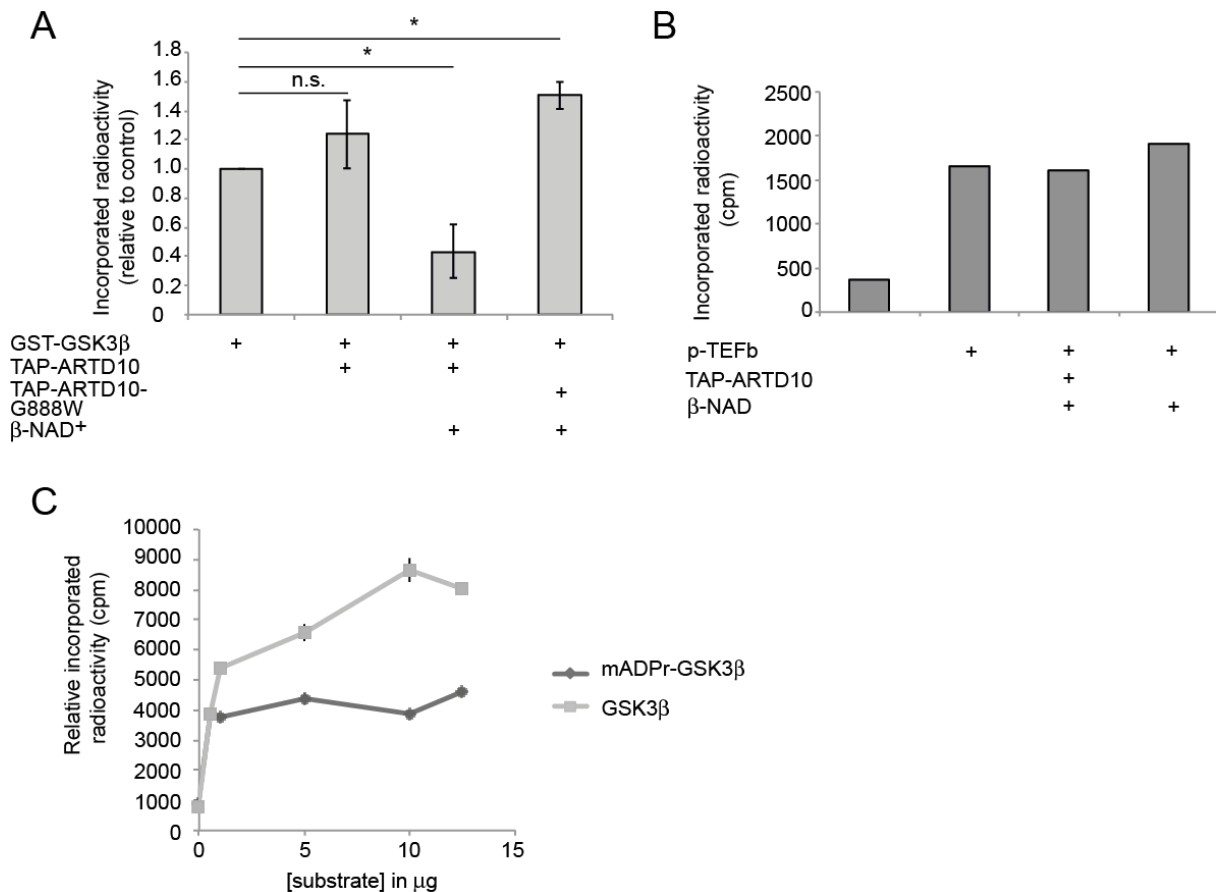 A
*
*
n.s.
Incorporated radioactivity
(relative to control)
1.8
1.6
1.4
1.2
1.0
0.8
0.6
0.4
0.2
0
GST-GSK3β + + + +
TAP-ARTD10 + +
TAP-ARTD10- +
G888W
β-NAD+ + +
B
Incorporated radioactivity
(cpm)
2500
2000
1500
1000
500
0
p-TEFb + + +
TAP-ARTD10 +
β-NAD + +
C
Relative incorporated
radioactivity (cpm)
10000
9000
8000
7000
6000
5000
4000
3000
2000
1000
0
0 5 10 15
[substrate] in μg
mADPr-GSK3β
GSK3β